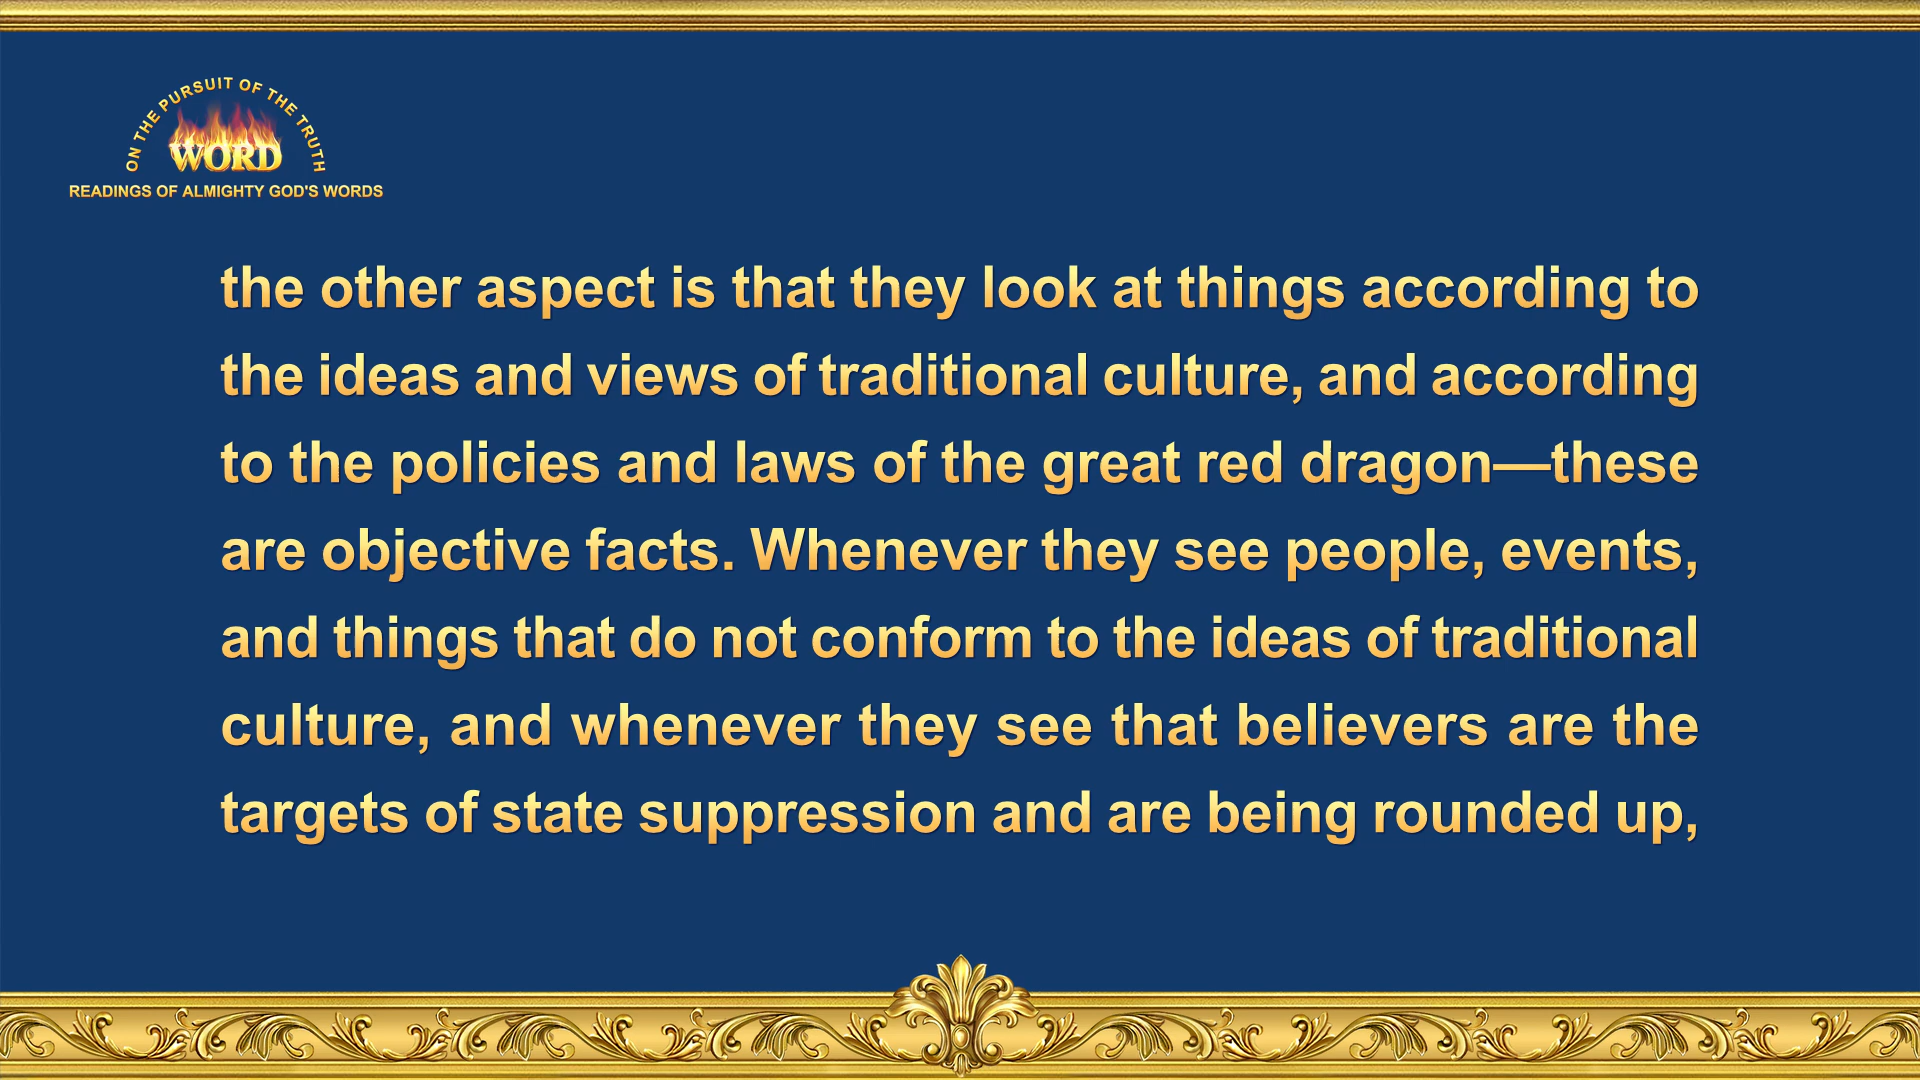 ON THE PURSUIT OF THE TRUTH
WORD
READINGS OF ALMIGHTY GOD'S WORDS
the other aspect is that they look at things according to
the ideas and views of traditional culture, and according
to the policies and laws of the great red dragon—these
are objective facts. Whenever they see people, events,
and things that do not conform to the ideas of traditional
culture, and whenever they see that believers are the
targets of state suppression and are being rounded up,